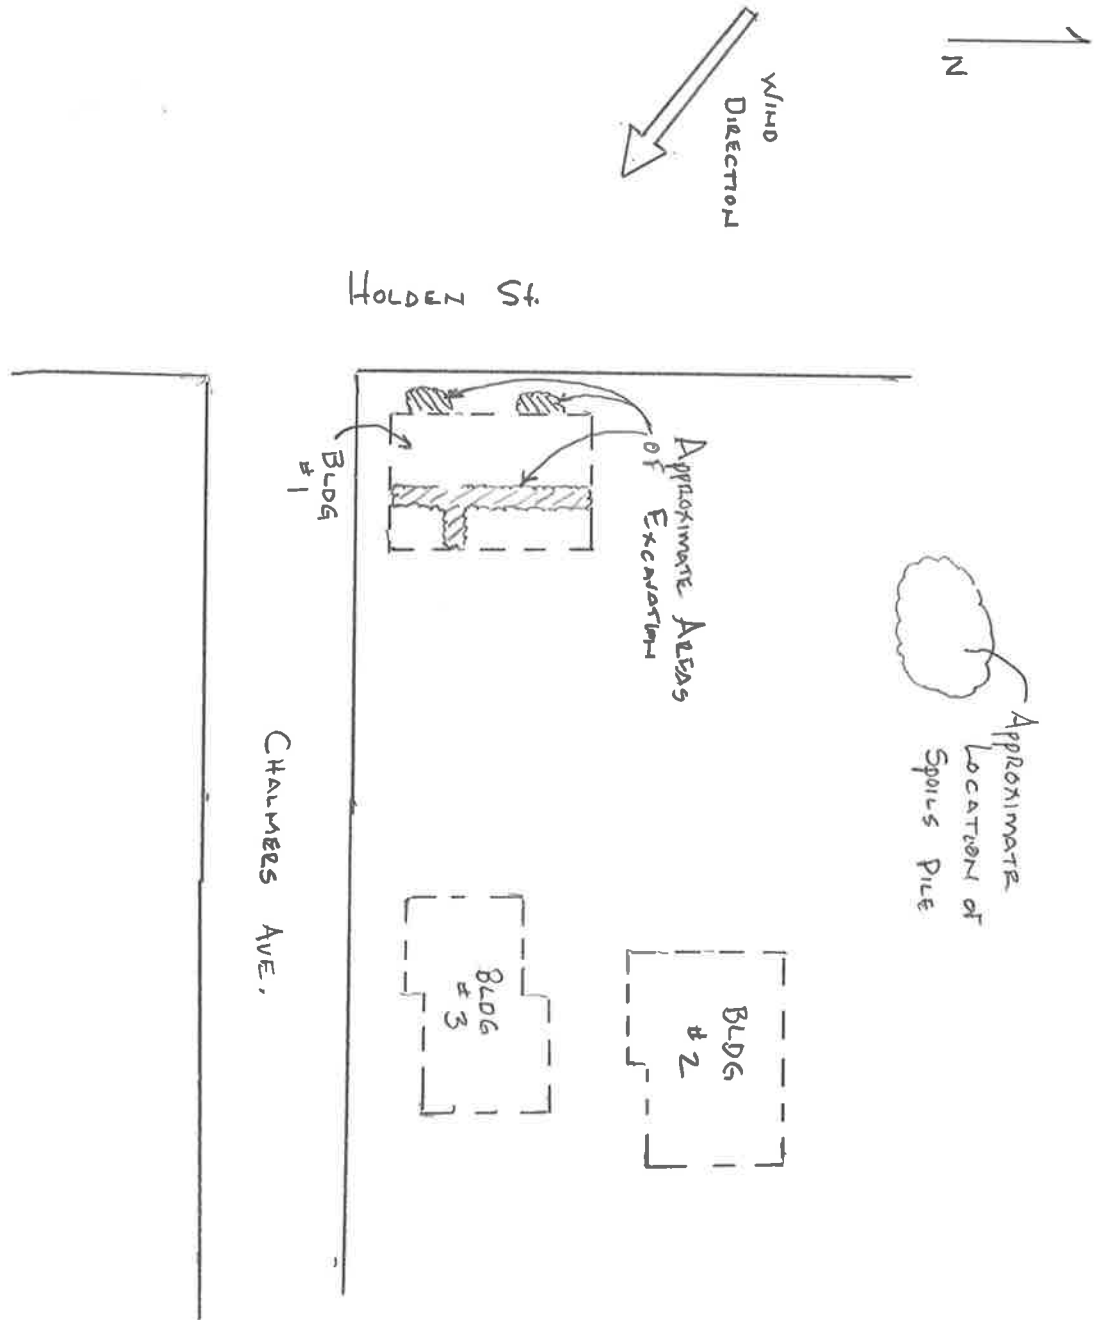 N
WIND
DIRECTION
HOLDEN St.
APPROXIMATE AREAS
OF EXCAVATION
BLDG
#1
APPROXIMATE
LOCATION OF
SPOILS PILE
CHALMERS AVE.
BLDG
#2
BLDG
#3